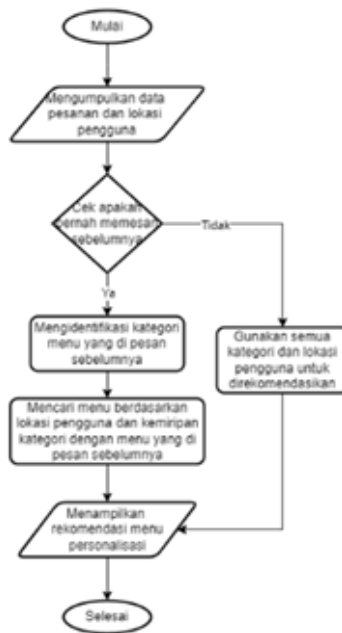 Mulai
Mengumpulkan data
pesanan dan lokasi
pengguna
Cek apakah
pernah memesan
sebelumnya
Tidak
Ya
Mengidentifikasi kategori
menu yang di pesan
sebelumnya
Gunakan semua
kategori dan lokasi
pengguna untuk
direkomendasikan
Mencari menu berdasarkan
lokasi pengguna dan kemiripan
kategori dengan menu yang di
pesan sebelumnya
Menampilkan
rekomendasi menu
personalisasi
Selesai